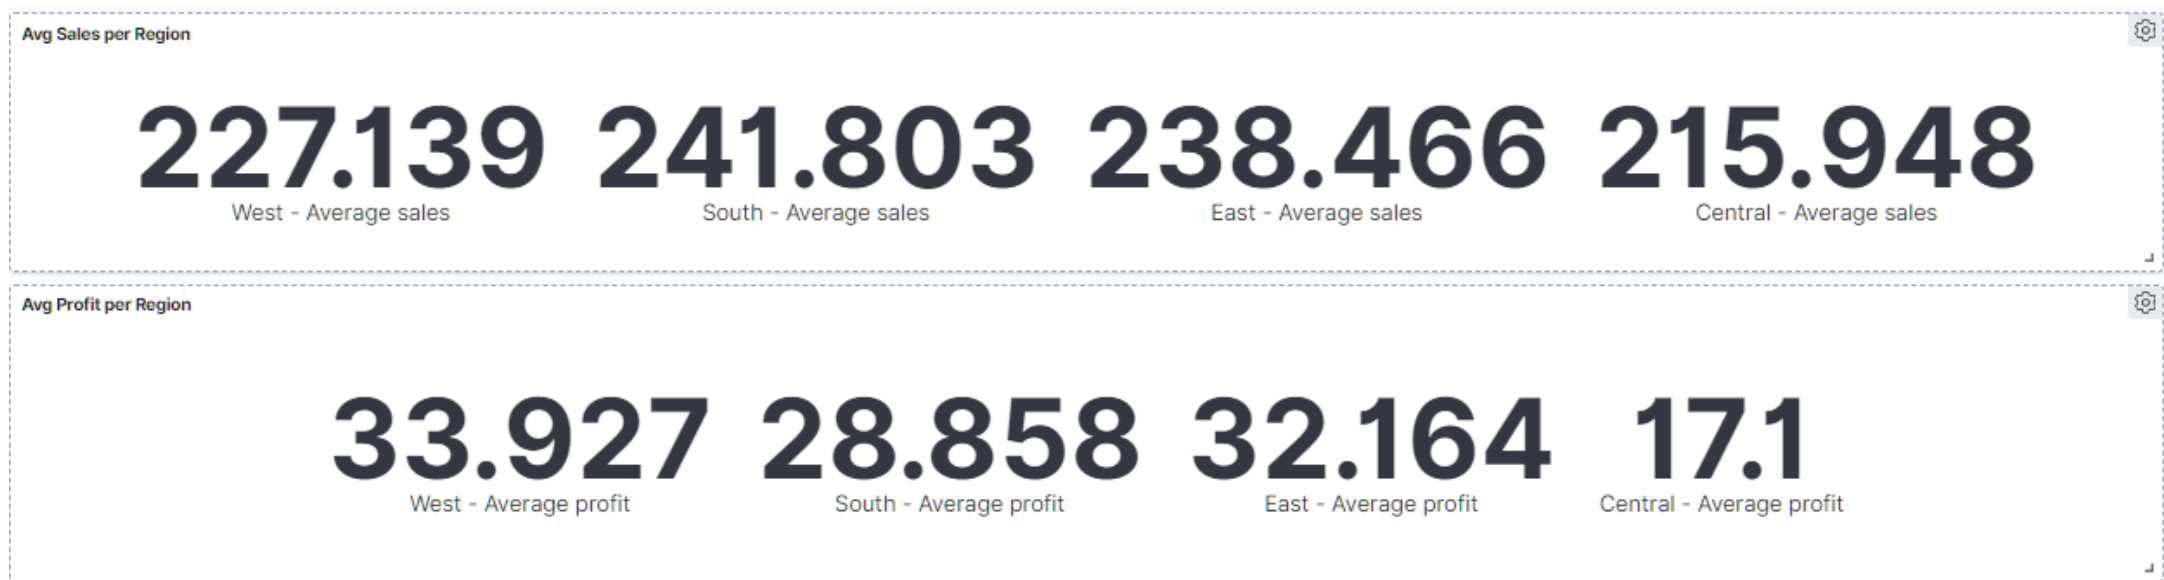 Avg Sales per Region
227.139 241.803 238.466 215.948
West - Average sales South - Average sales East - Average sales Central - Average sales
Avg Profit per Region
33.927 28.858 32.164 17.1
West - Average profit South - Average profit East - Average profit Central - Average profit